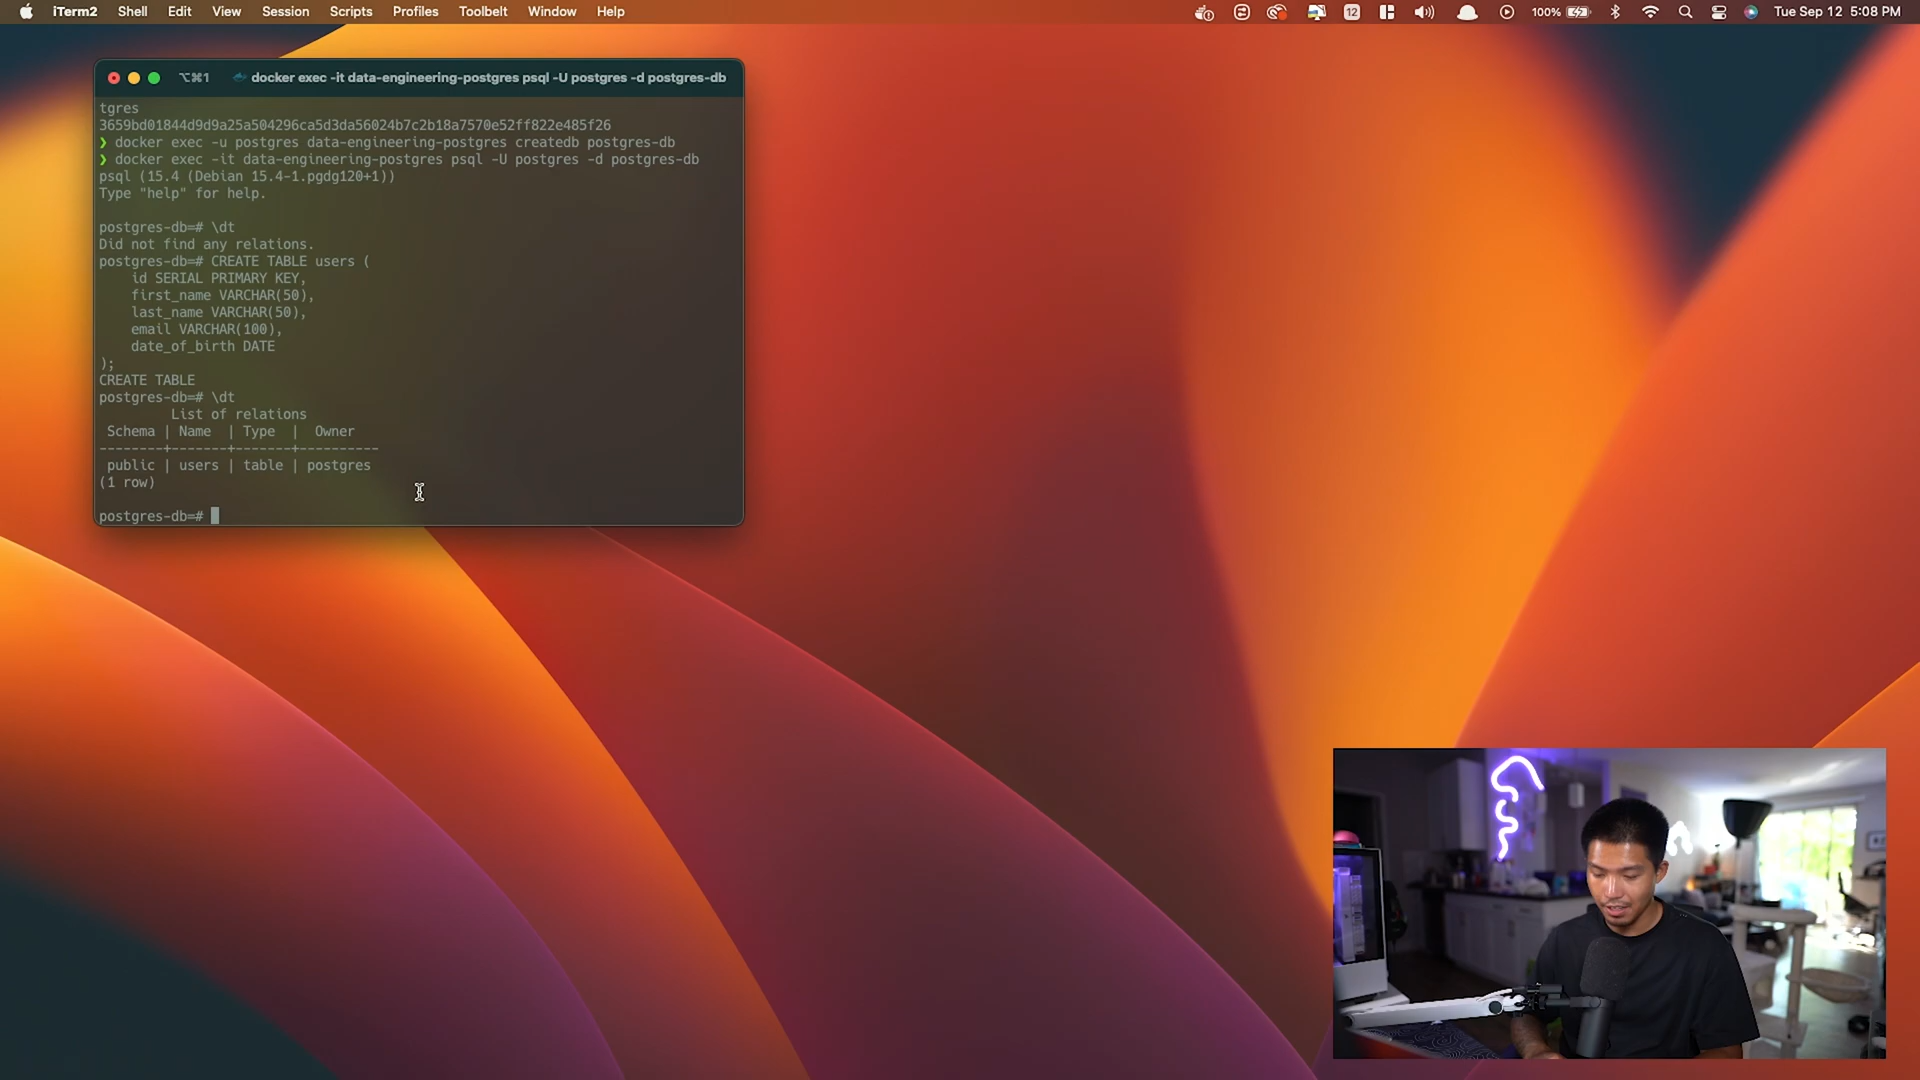 iTerm2 Shell Edit View Session Scripts Profiles Toolbelt Window Help 12 100% Tue Sep 12 5:08 PM
⌥⌘1 docker exec -it data-engineering-postgres psql -U postgres -d postgres-db
tgres
3659bd01844d9d9a25a504296ca5d3da56024b7c2b18a7570e52ff822e485f26
❯ docker exec -u postgres data-engineering-postgres createdb postgres-db
❯ docker exec -it data-engineering-postgres psql -U postgres -d postgres-db
psql (15.4 (Debian 15.4-1.pgdg120+1))
Type "help" for help.
postgres-db=# \dt
Did not find any relations.
postgres-db=# CREATE TABLE users (
    id SERIAL PRIMARY KEY,
    first_name VARCHAR(50),
    last_name VARCHAR(50),
    email VARCHAR(100),
    date_of_birth DATE
);
CREATE TABLE
postgres-db=# \dt
         List of relations
 Schema | Name  | Type  |  Owner
--------+-------+-------+----------
 public | users | table | postgres
(1 row)
postgres-db=#